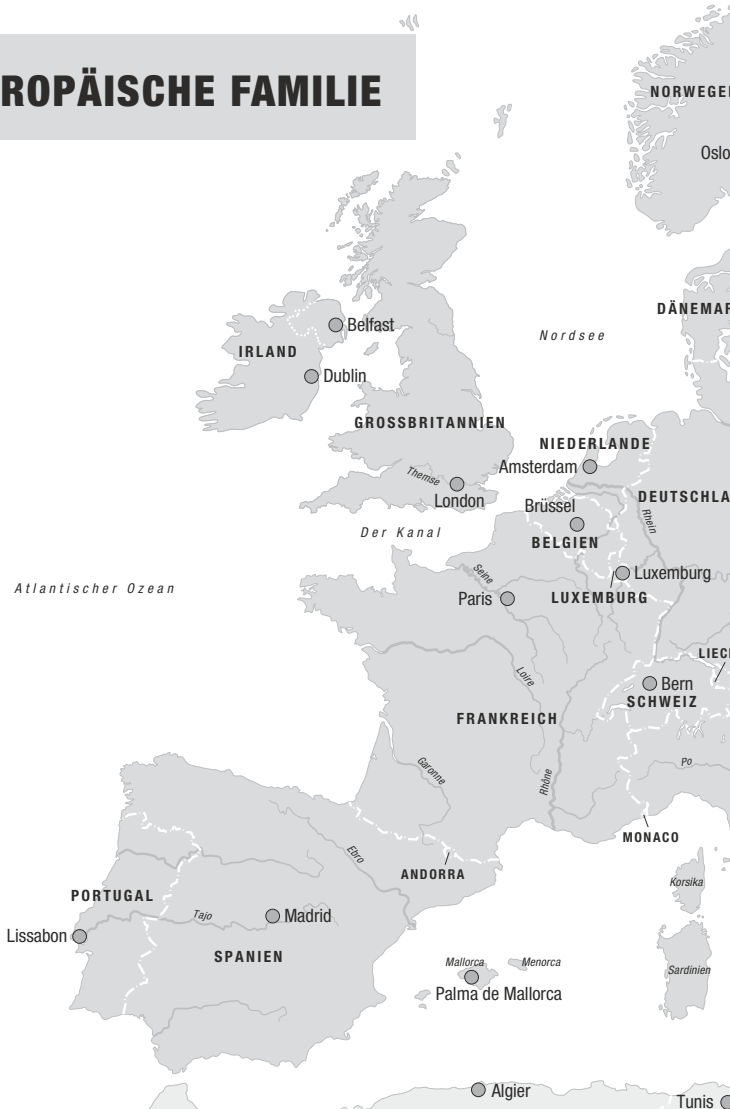 ROPÄISCHE FAMILIE
NORWEGE
Oslo
DÄNEMAR
Nordsee
Belfast
IRLAND
Dublin
GROSSBRITANNIEN
NIEDERLANDE
Amsterdam
Themse
London
DEUTSCHLA
Brüssel
Rhein
Der Kanal
BELGIEN
Seine
Luxemburg
Atlantischer Ozean
Paris
LUXEMBURG
LIEC
Loire
Bern
SCHWEIZ
FRANKREICH
Po
Garonne
Rhône
MONACO
Ebro
ANDORRA
Korsika
PORTUGAL
Tajo
Madrid
Lissabon
SPANIEN
Mallorca
Menorca
Sardinien
Palma de Mallorca
Algier
Tunis